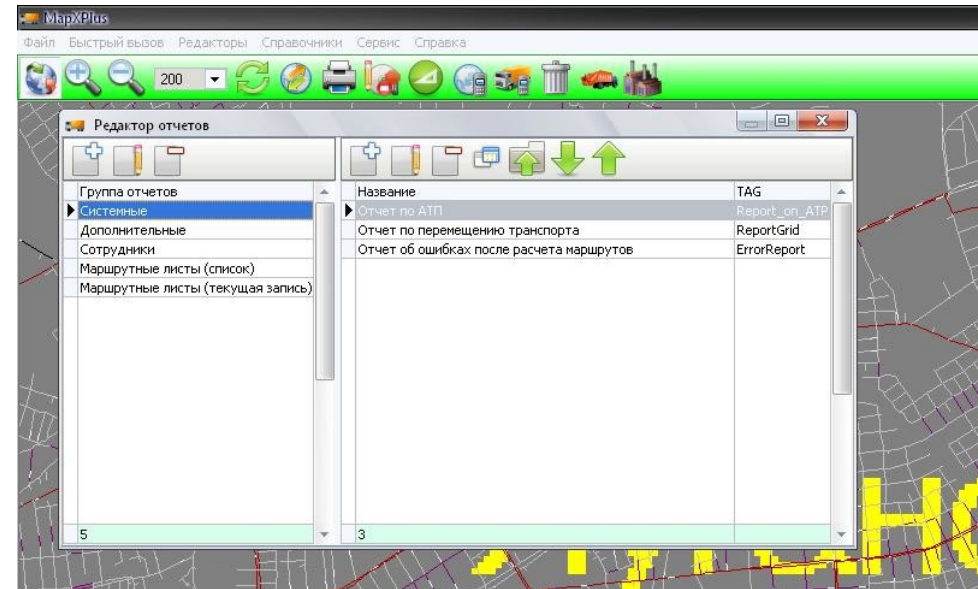 MapXPlus
Файл Быстрый вызов Редакторы Справочники Сервис Справка
200
Редактор отчетов
Группа отчетов
Системные
Дополнительные
Сотрудники
Маршрутные листы (список)
Маршрутные листы (текущая запись)
5
Название TAG
Отчет по АТП Report_on_ATP
Отчет по перемещению транспорта ReportGrid
Отчет об ошибках после расчета маршрутов ErrorReport
3